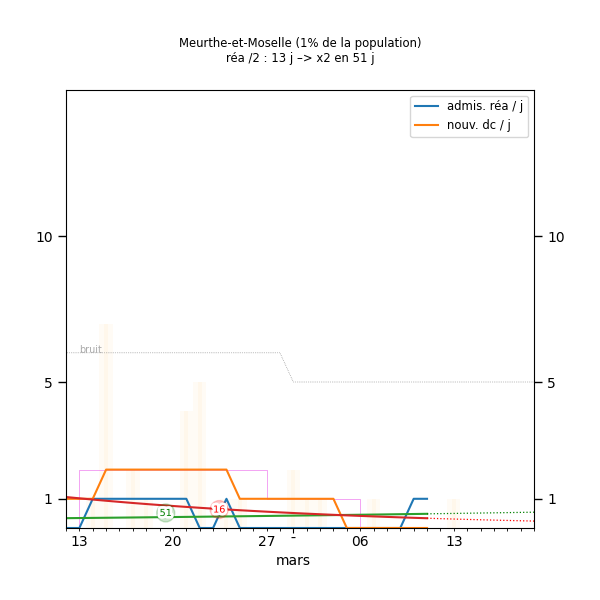 Meurthe-et-Moselle (1% de la population)
réa /2 : 13 j –> x2 en 51 j
admis. réa / j
nouv. dc / j
10
10
bruit
5
5
1
1
51
16
13
20
27
-
06
13
mars